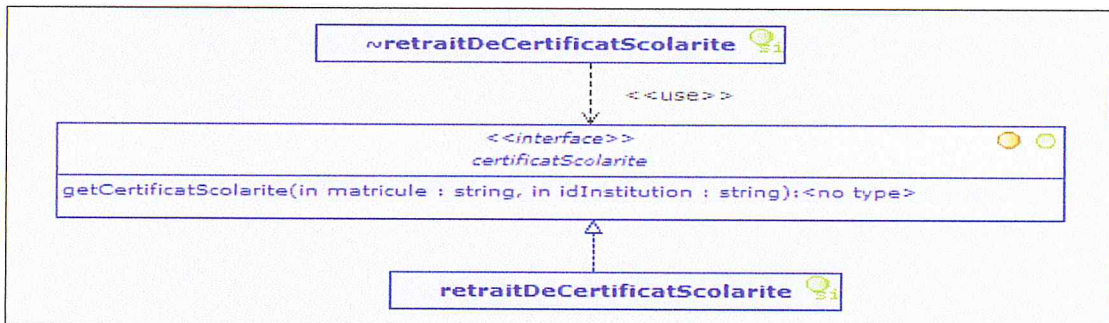 ~retraitDeCertificatScolarite
<<use>>
<<interface>>
certificatScolarite
getCertificatScolarite(in matricule : string, in idInstitution : string):<no type>
retraitDeCertificatScolarite